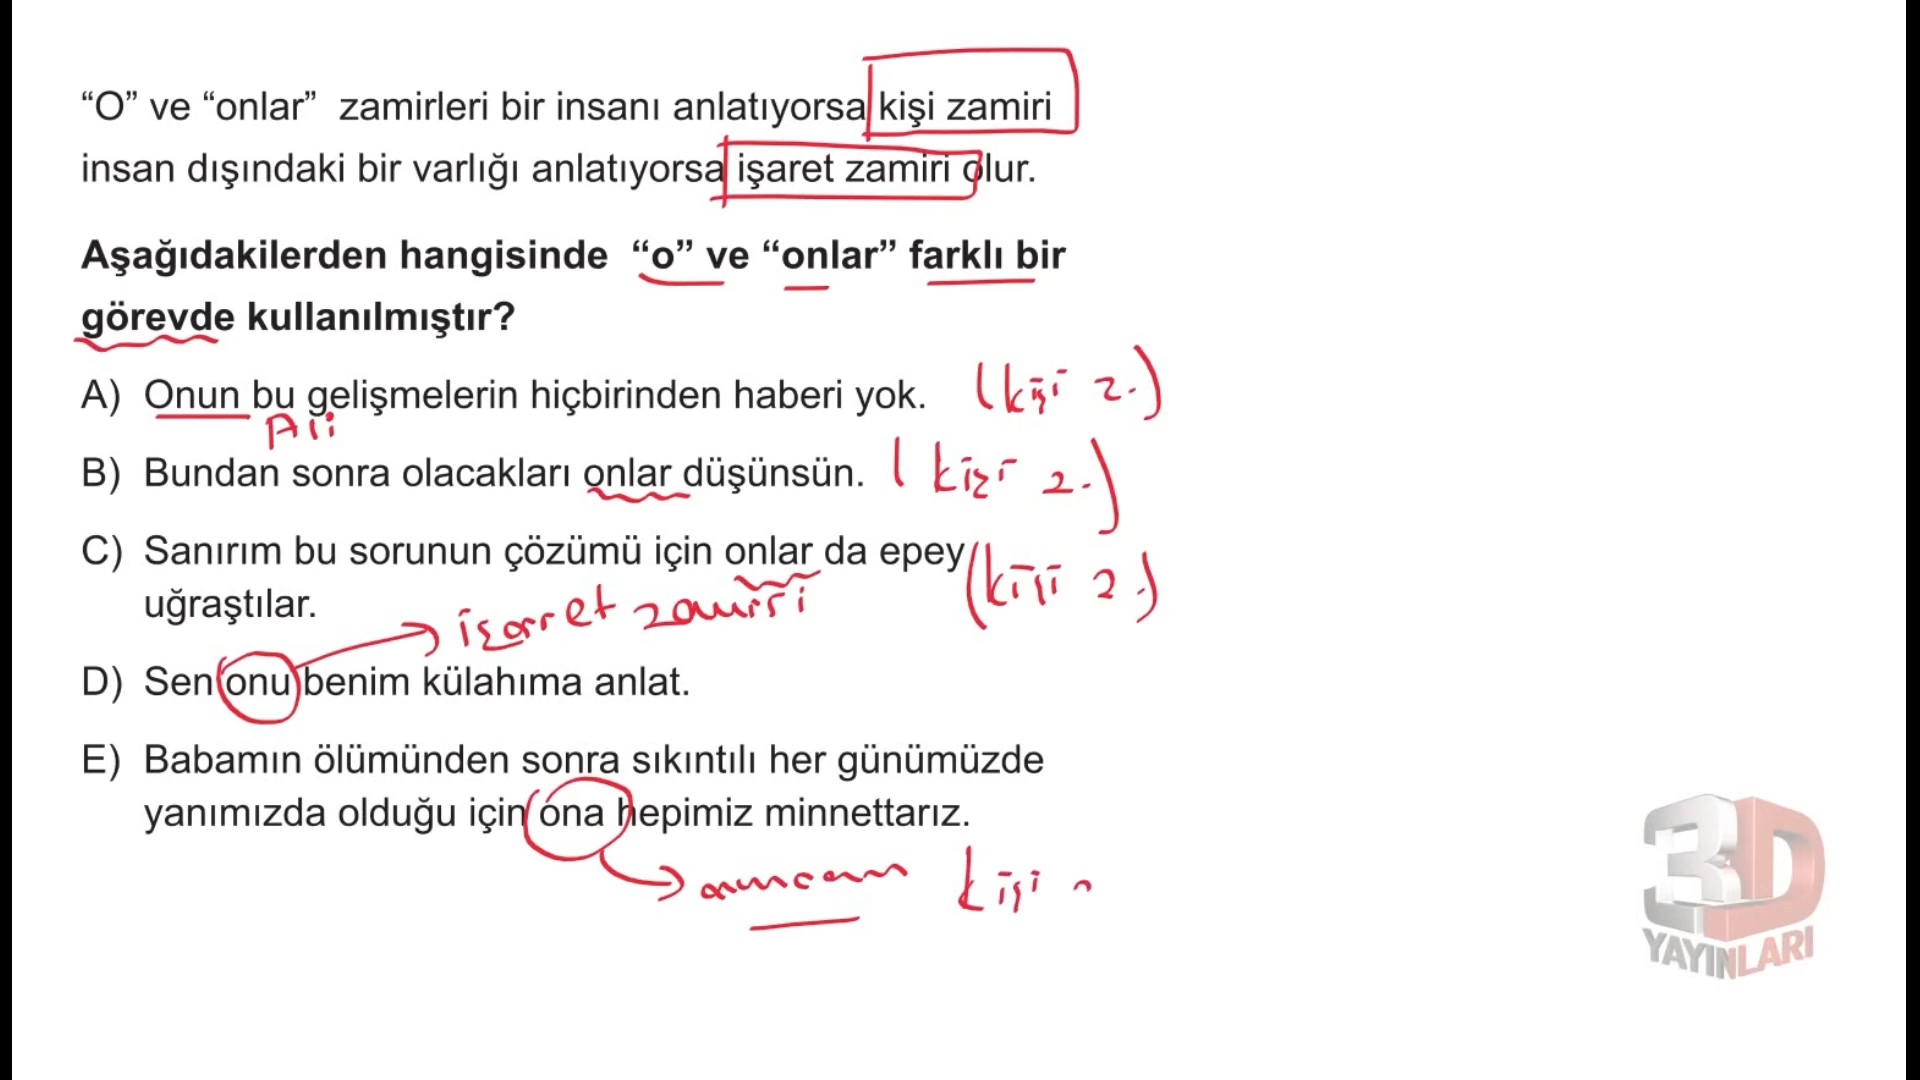 “O” ve “onlar” zamirleri bir insanı anlatıyorsa kişi zamiri
insan dışındaki bir varlığı anlatıyorsa işaret zamiri olur.
Aşağıdakilerden hangisinde “o” ve “onlar” farklı bir
görevde kullanılmıştır?
A) Onun bu gelişmelerin hiçbirinden haberi yok. (kişi z.)
Ali
B) Bundan sonra olacakları onlar düşünsün. (kişi z.)
C) Sanırım bu sorunun çözümü için onlar da epey (kişi z.)
uğraştılar.
işaret zamiri
D) Sen onu benim külahıma anlat.
E) Babamın ölümünden sonra sıkıntılı her günümüzde
yanımızda olduğu için ona hepimiz minnettarız.
amcam kişi
3D
YAYINLARI